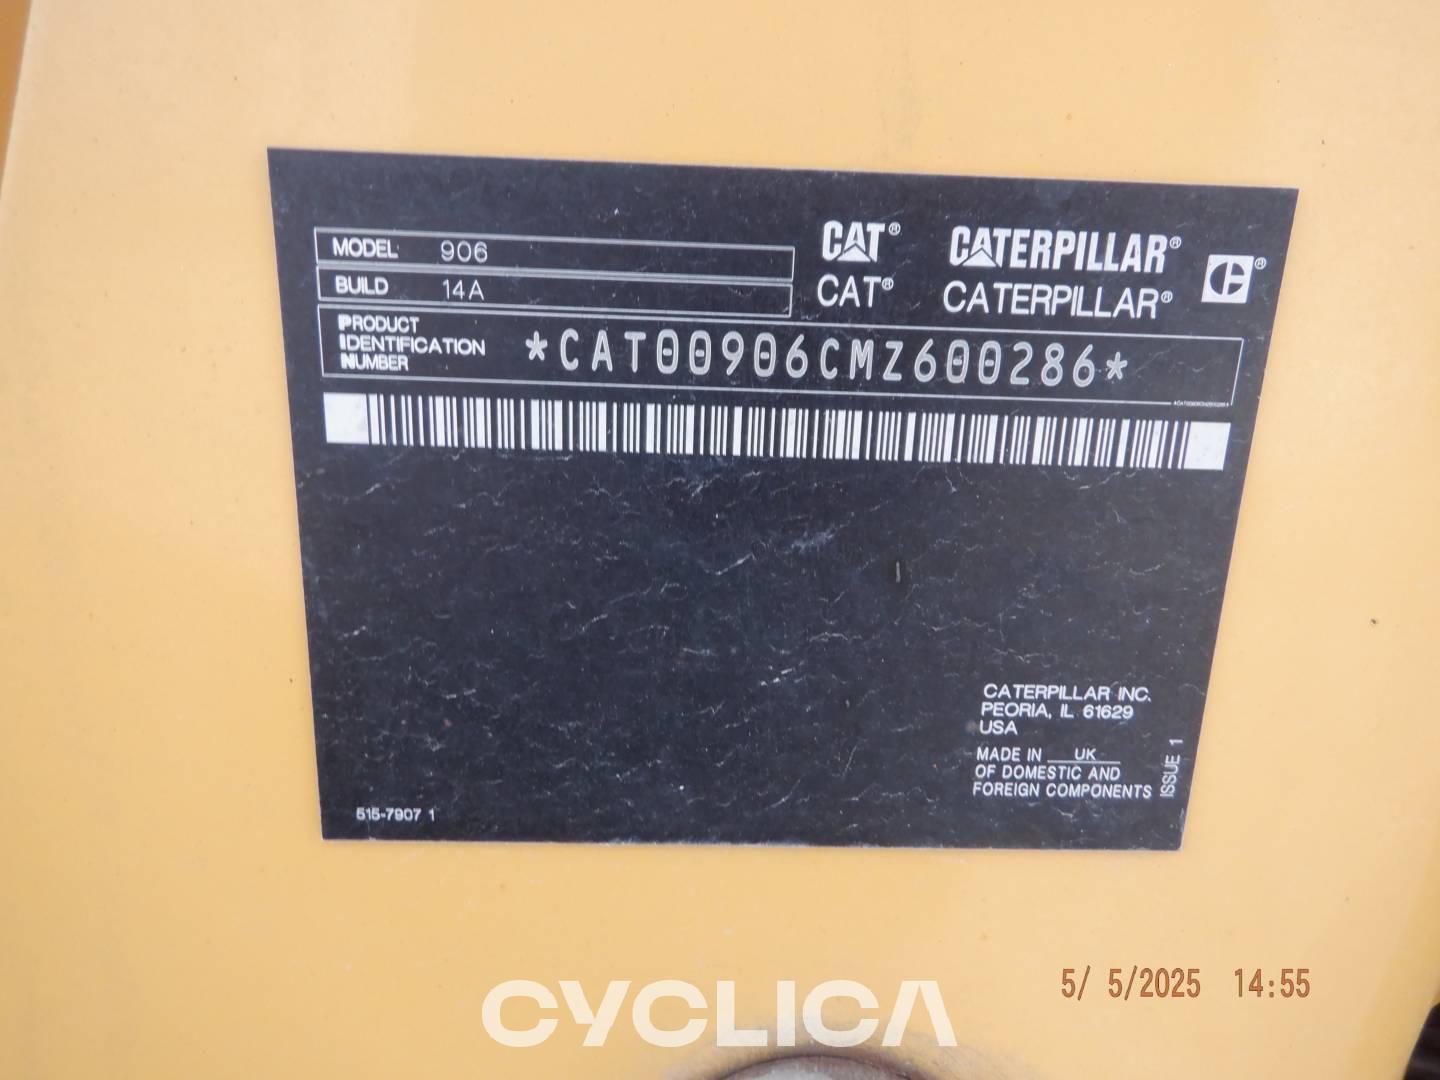 MODEL 906
BUILD 14A
CAT® CATERPILLAR®
CAT® CATERPILLAR®
PRODUCT
IDENTIFICATION
NUMBER
*CAT00906CMZ600286*
CATERPILLAR INC.
PEORIA, IL 61629
USA
MADE IN UK
OF DOMESTIC AND
FOREIGN COMPONENTS
ISSUE 1
515-7907 1
5/ 5/2025 14:55
CYCLICA